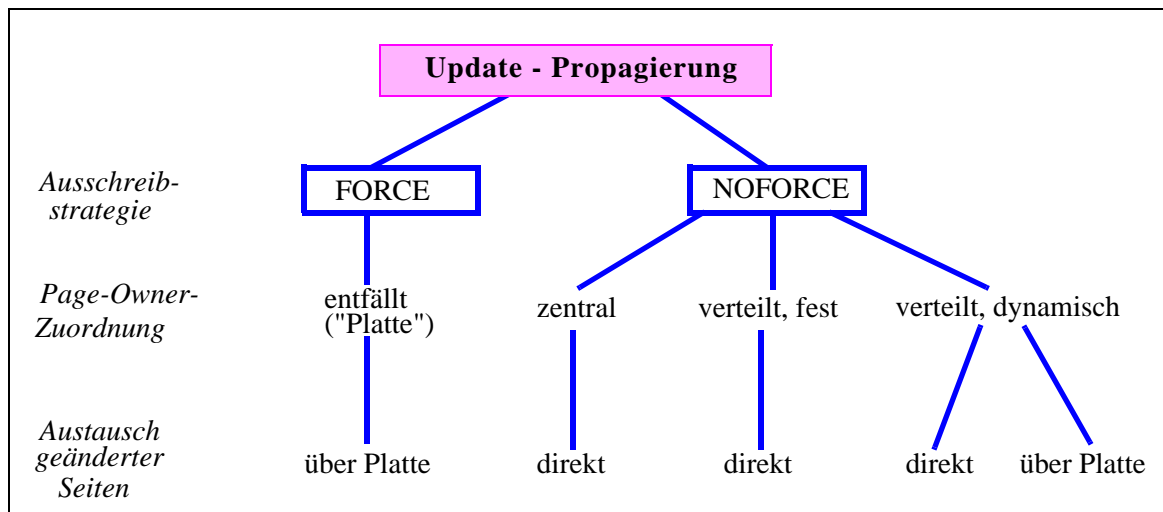 Update - Propagierung
Ausschreib-
strategie
FORCE
NOFORCE
Page-Owner-
Zuordnung
entfällt
("Platte")
zentral
verteilt, fest
verteilt, dynamisch
Austausch
geänderter
Seiten
über Platte
direkt
direkt
direkt
über Platte